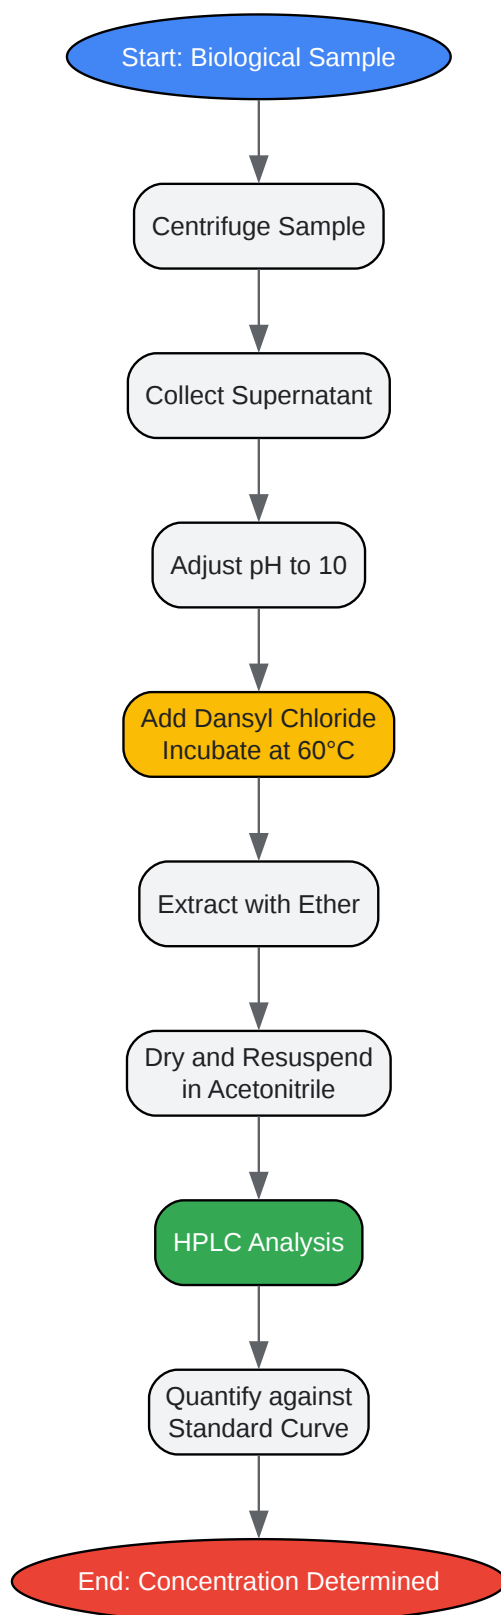 Start: Biological Sample
Centrifuge Sample
Collect Supernatant
Adjust pH to 10
Add Dansyl Chloride
Incubate at 60°C
Extract with Ether
Dry and Resuspend
in Acetonitrile
HPLC Analysis
Quantify against
Standard Curve
End: Concentration Determined